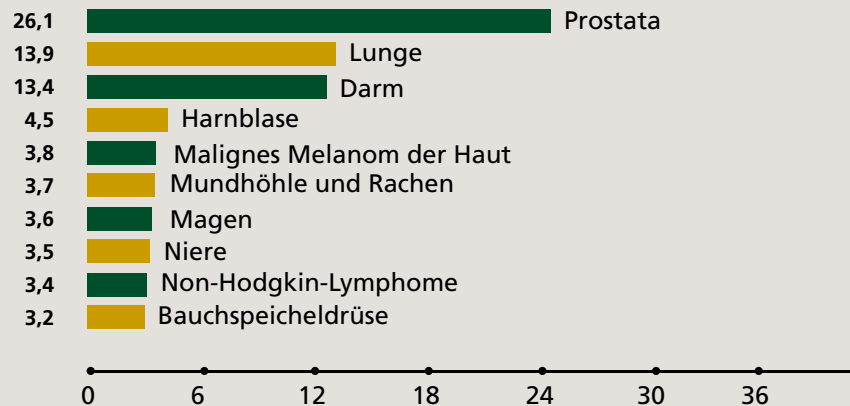 26,1 Prostata
13,9 Lunge
13,4 Darm
4,5 Harnblase
3,8 Malignes Melanom der Haut
3,7 Mundhöhle und Rachen
3,6 Magen
3,5 Niere
3,4 Non-Hodgkin-Lymphome
3,2 Bauchspeicheldrüse
0 6 12 18 24 30 36